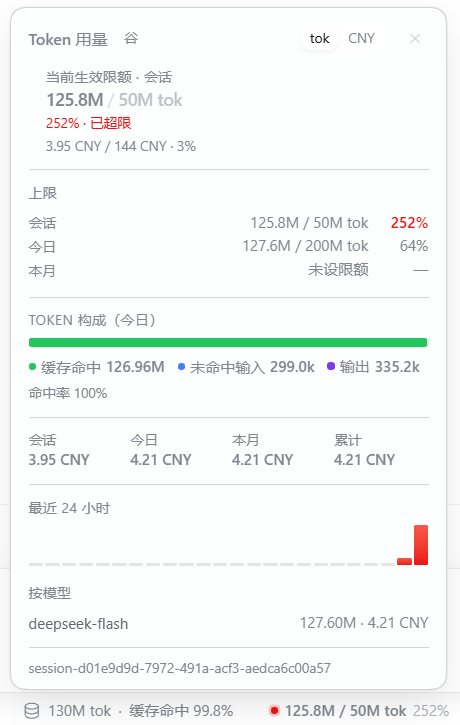 Token 用量 谷 tok CNY ×
当前生效限额 · 会话
125.8M / 50M tok
252% · 已超限
3.95 CNY / 144 CNY · 3%
上限
会话 125.8M / 50M tok 252%
今日 127.6M / 200M tok 64%
本月 未设限额 —
TOKEN 构成（今日）
缓存命中 126.96M 未命中输入 299.0k 输出 335.2k
命中率 100%
会话 今日 本月 累计
3.95 CNY 4.21 CNY 4.21 CNY 4.21 CNY
最近 24 小时
按模型
deepseek-flash 127.60M · 4.21 CNY
session-d01e9d9d-7972-491a-acf3-aedca6c00a57
130M tok · 缓存命中 99.8% 125.8M / 50M tok 252%